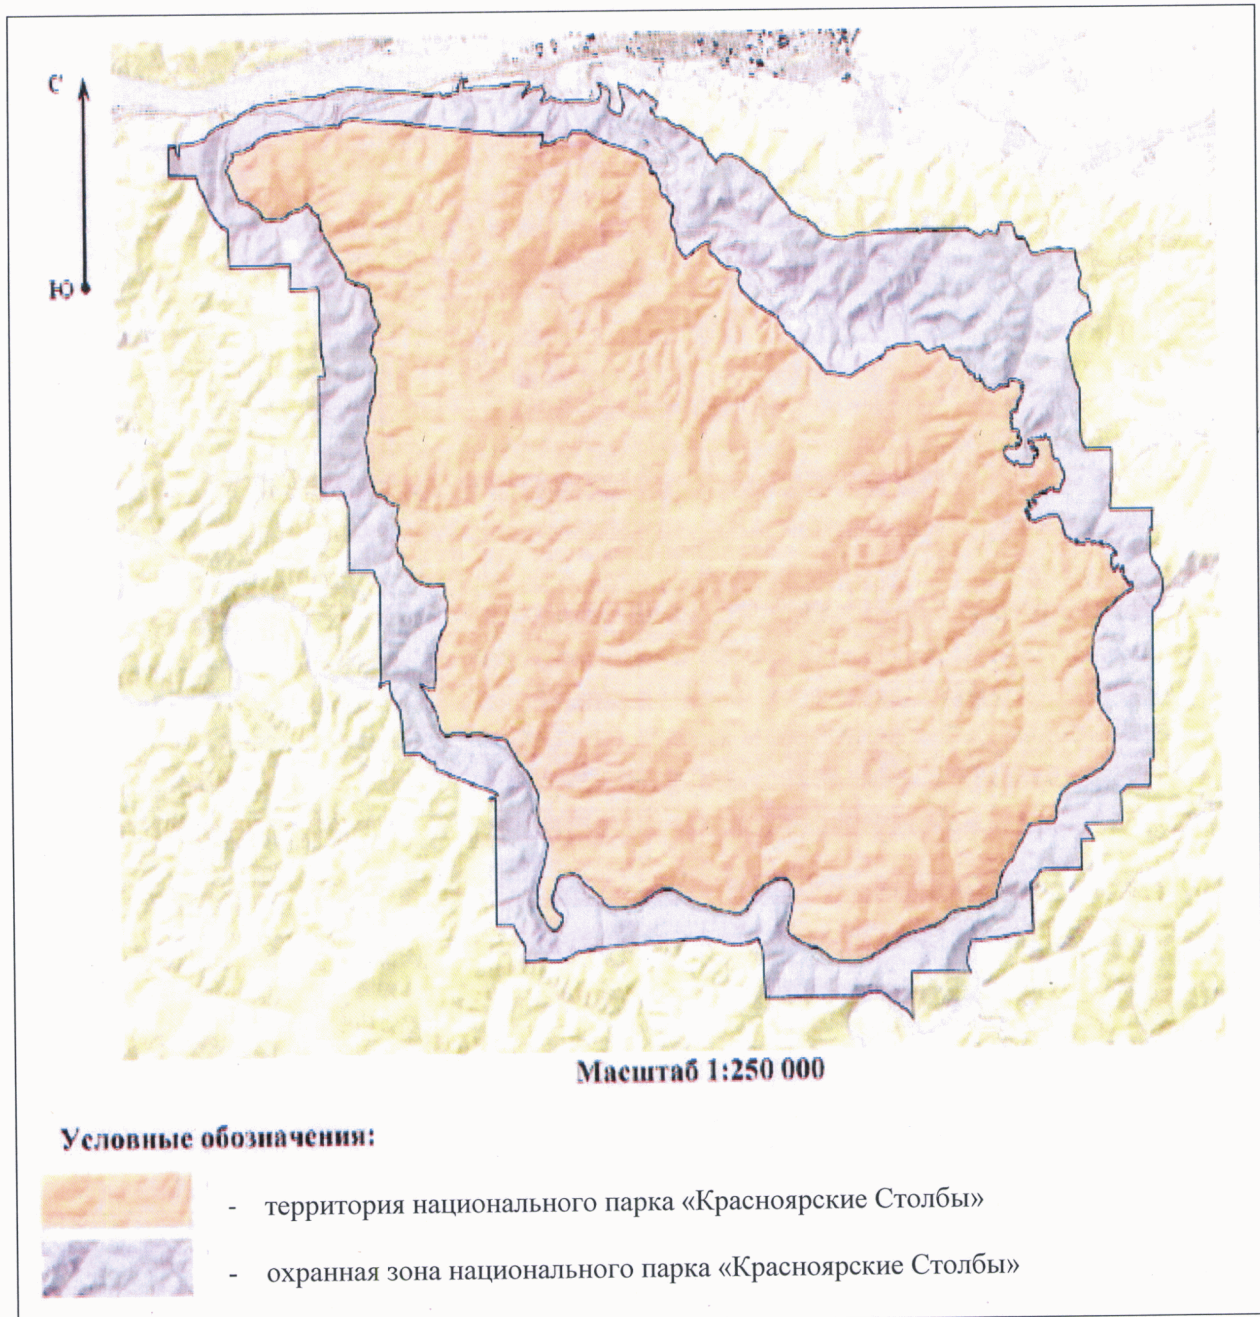 С
Ю
Масштаб 1:250 000
Условные обозначения:
- территория национального парка «Красноярские Столбы»
- охранная зона национального парка «Красноярские Столбы»